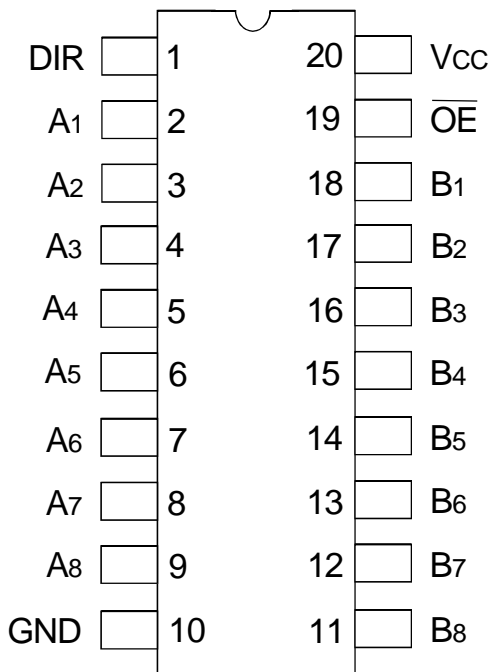 DIR 1 20 Vcc
A1 2 19 O̅E̅
A2 3 18 B1
A3 4 17 B2
A4 5 16 B3
A5 6 15 B4
A6 7 14 B5
A7 8 13 B6
A8 9 12 B7
GND 10 11 B8